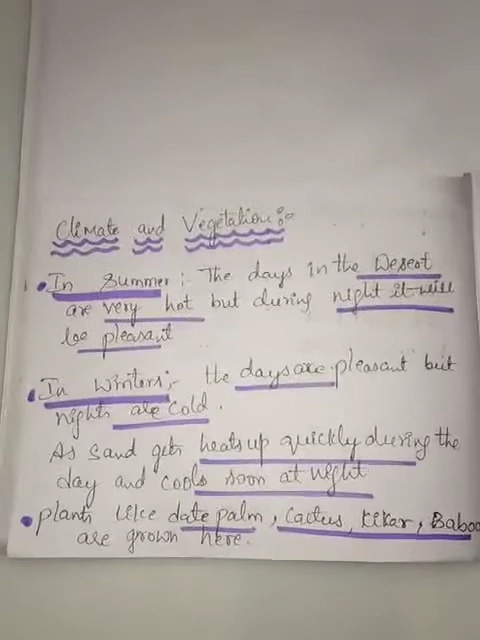 Climate and Vegetation :-
• In Summer :- The days in the Desert
are very hot but during night it will
be pleasant
• In Winters :- the days are pleasant but
nights are cold.
As sand gets heats up quickly during the
day and cools soon at night
• plants like date palm, cactus, kikar, Baboo
are grown here.